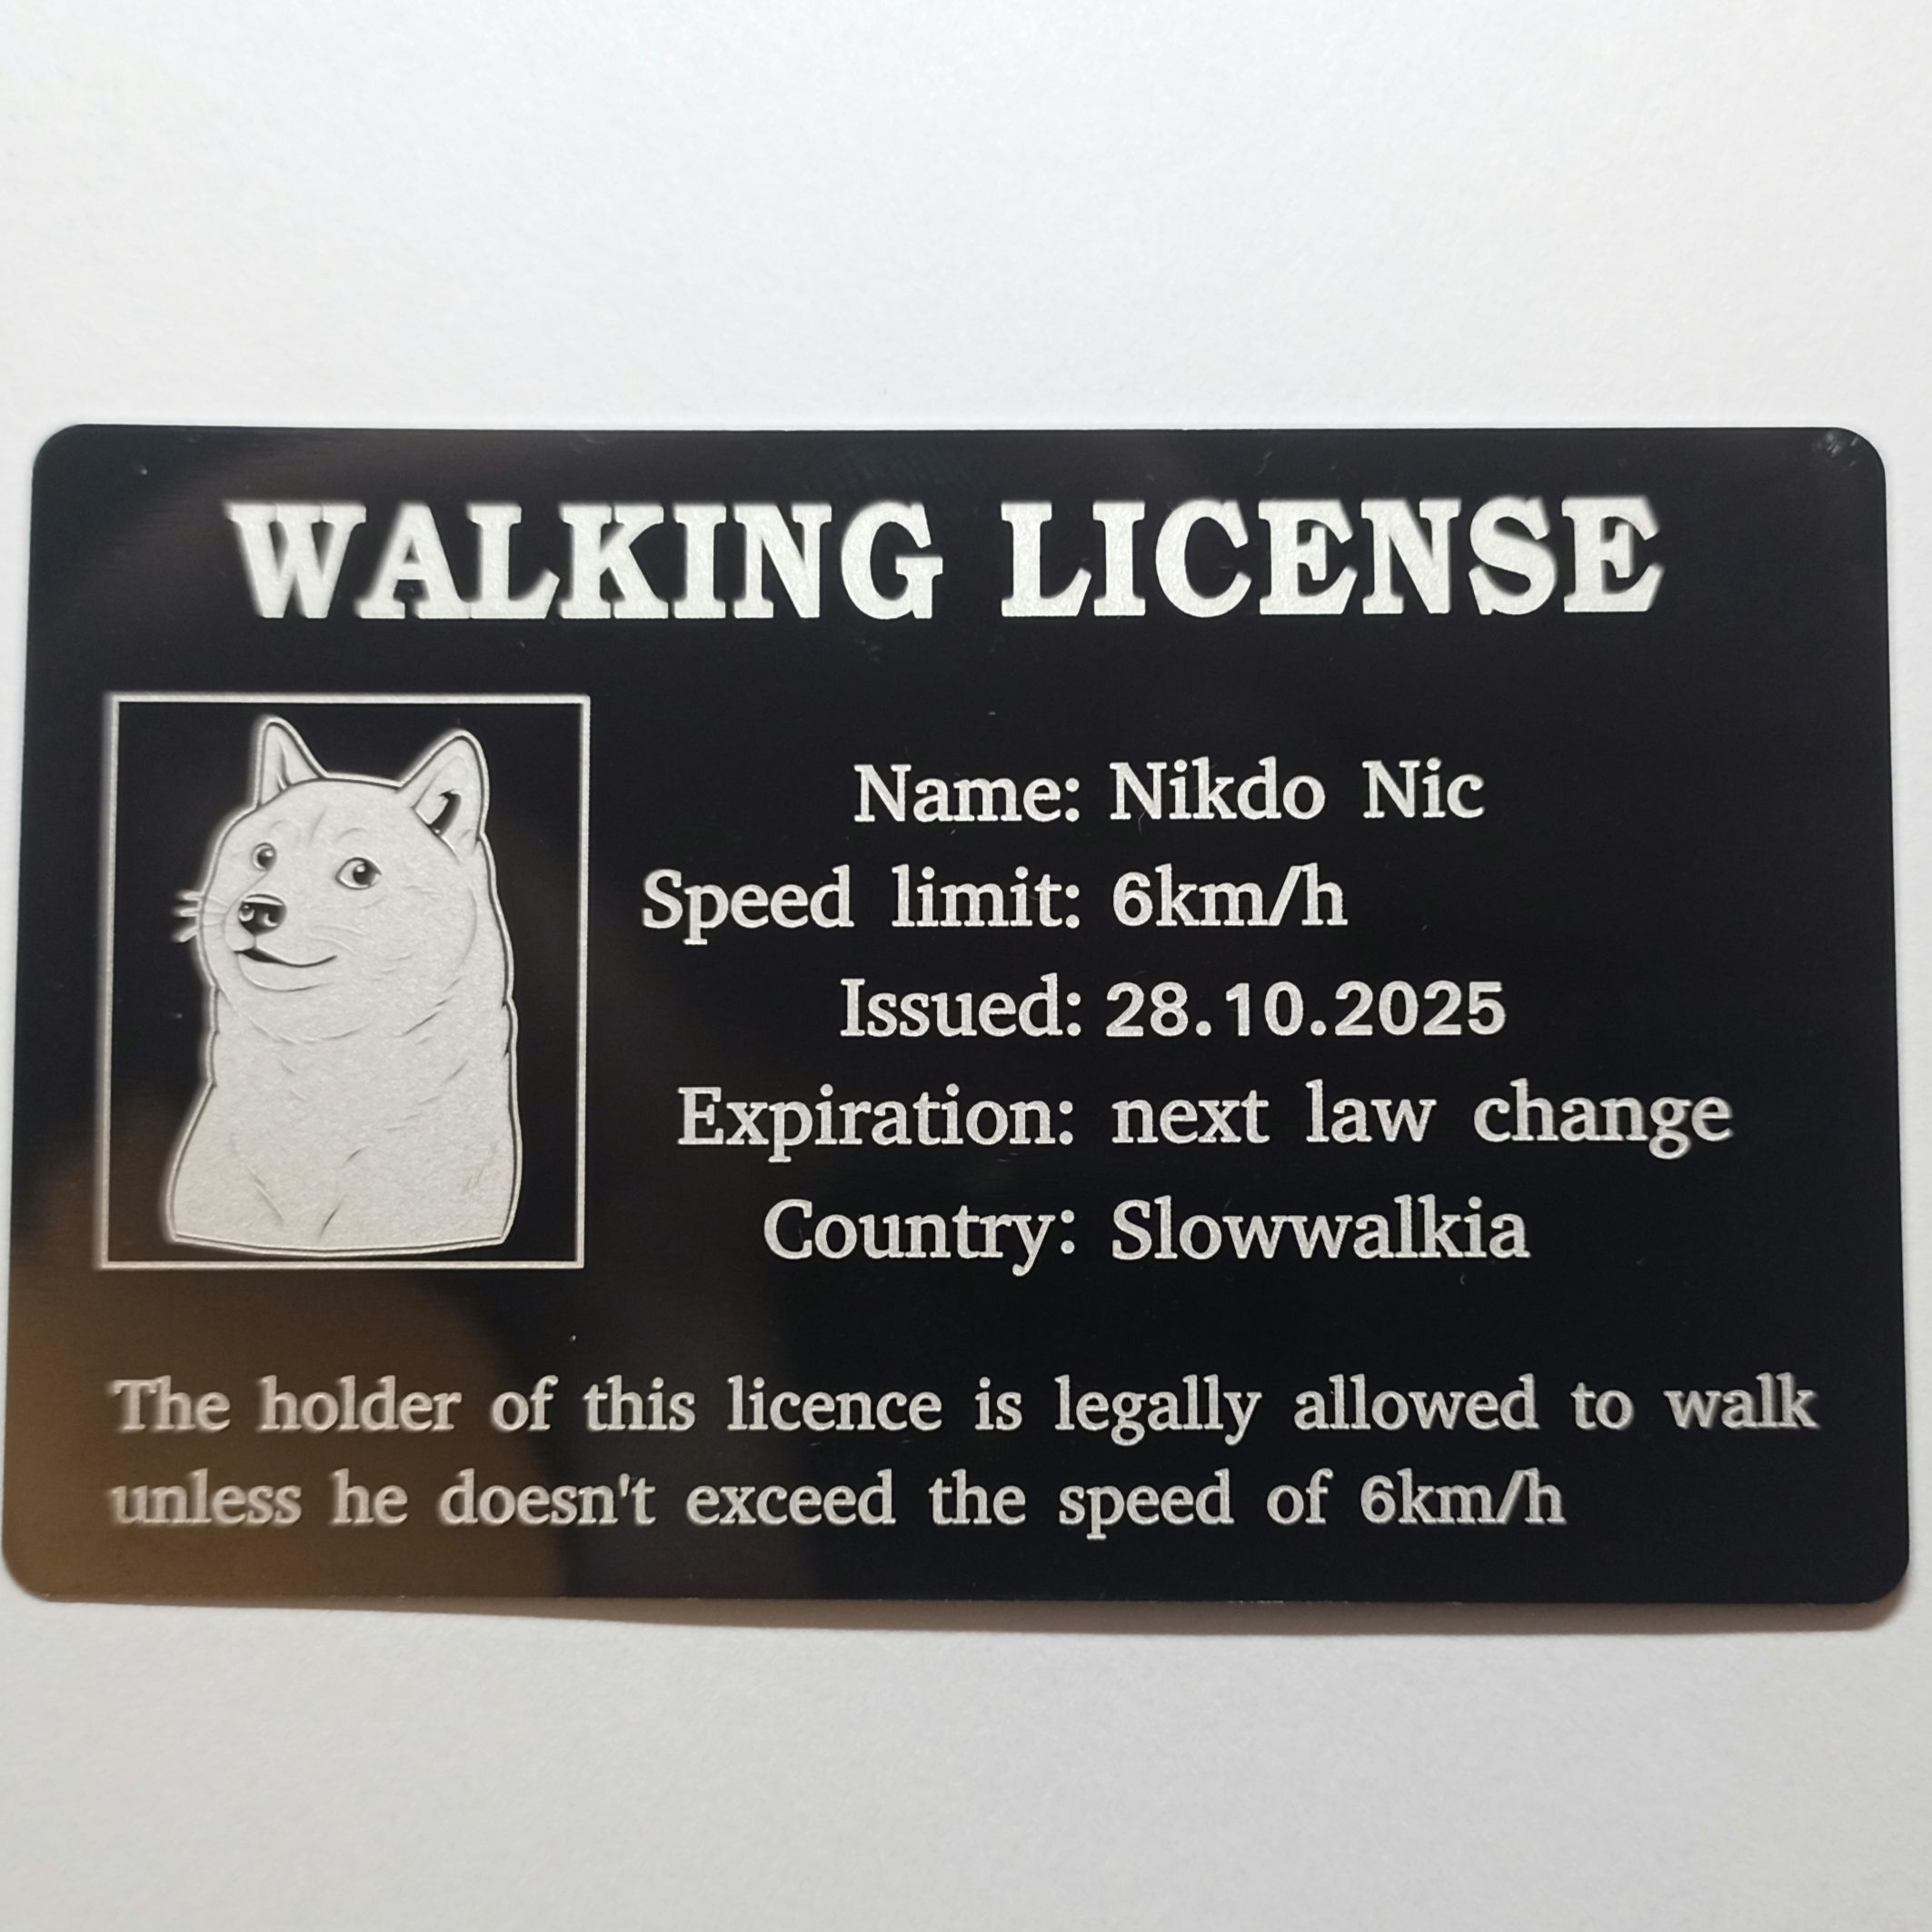 WALKING LICENSE
Name: Nikdo Nic
Speed limit: 6km/h
Issued: 28.10.2025
Expiration: next law change
Country: Slowwalkia
The holder of this licence is legally allowed to walk
unless he doesn't exceed the speed of 6km/h